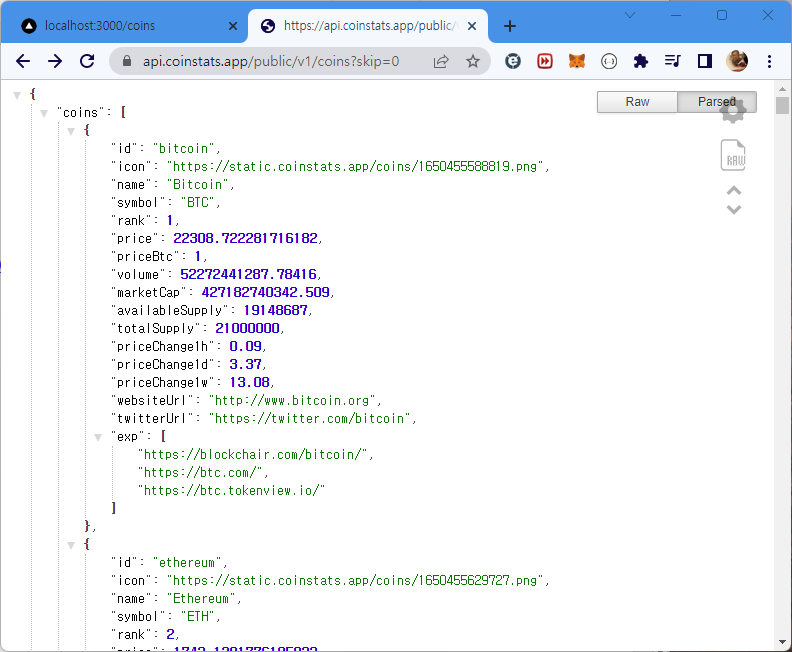 localhost:3000/coins
https://api.coinstats.app/public/
api.coinstats.app/public/v1/coins?skip=0
Raw
Parsed
RAW
{
"coins": [
{
"id": "bitcoin",
"icon": "https://static.coinstats.app/coins/1650455588819.png",
"name": "Bitcoin",
"symbol": "BTC",
"rank": 1,
"price": 22308.722281716182,
"priceBtc": 1,
"volume": 52272441287.78416,
"marketCap": 427182740342.509,
"availableSupply": 19148687,
"totalSupply": 21000000,
"priceChange1h": 0.09,
"priceChange1d": 3.37,
"priceChange1w": 13.08,
"websiteUrl": "http://www.bitcoin.org",
"twitterUrl": "https://twitter.com/bitcoin",
"exp": [
"https://blockchair.com/bitcoin/",
"https://btc.com/",
"https://btc.tokenview.io/"
]
},
{
"id": "ethereum",
"icon": "https://static.coinstats.app/coins/1650455629727.png",
"name": "Ethereum",
"symbol": "ETH",
"rank": 2,